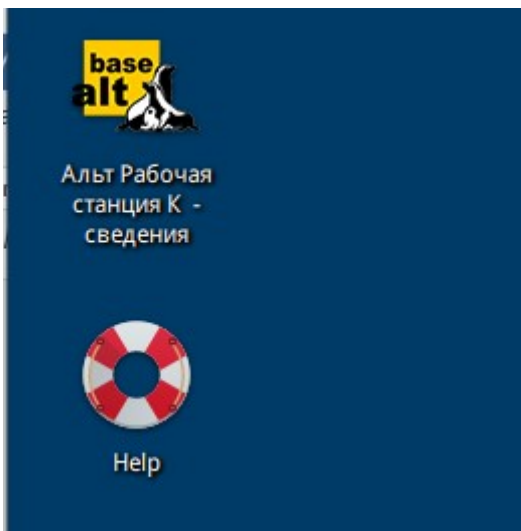 base
alt
Альт Рабочая
станция К -
сведения
Help